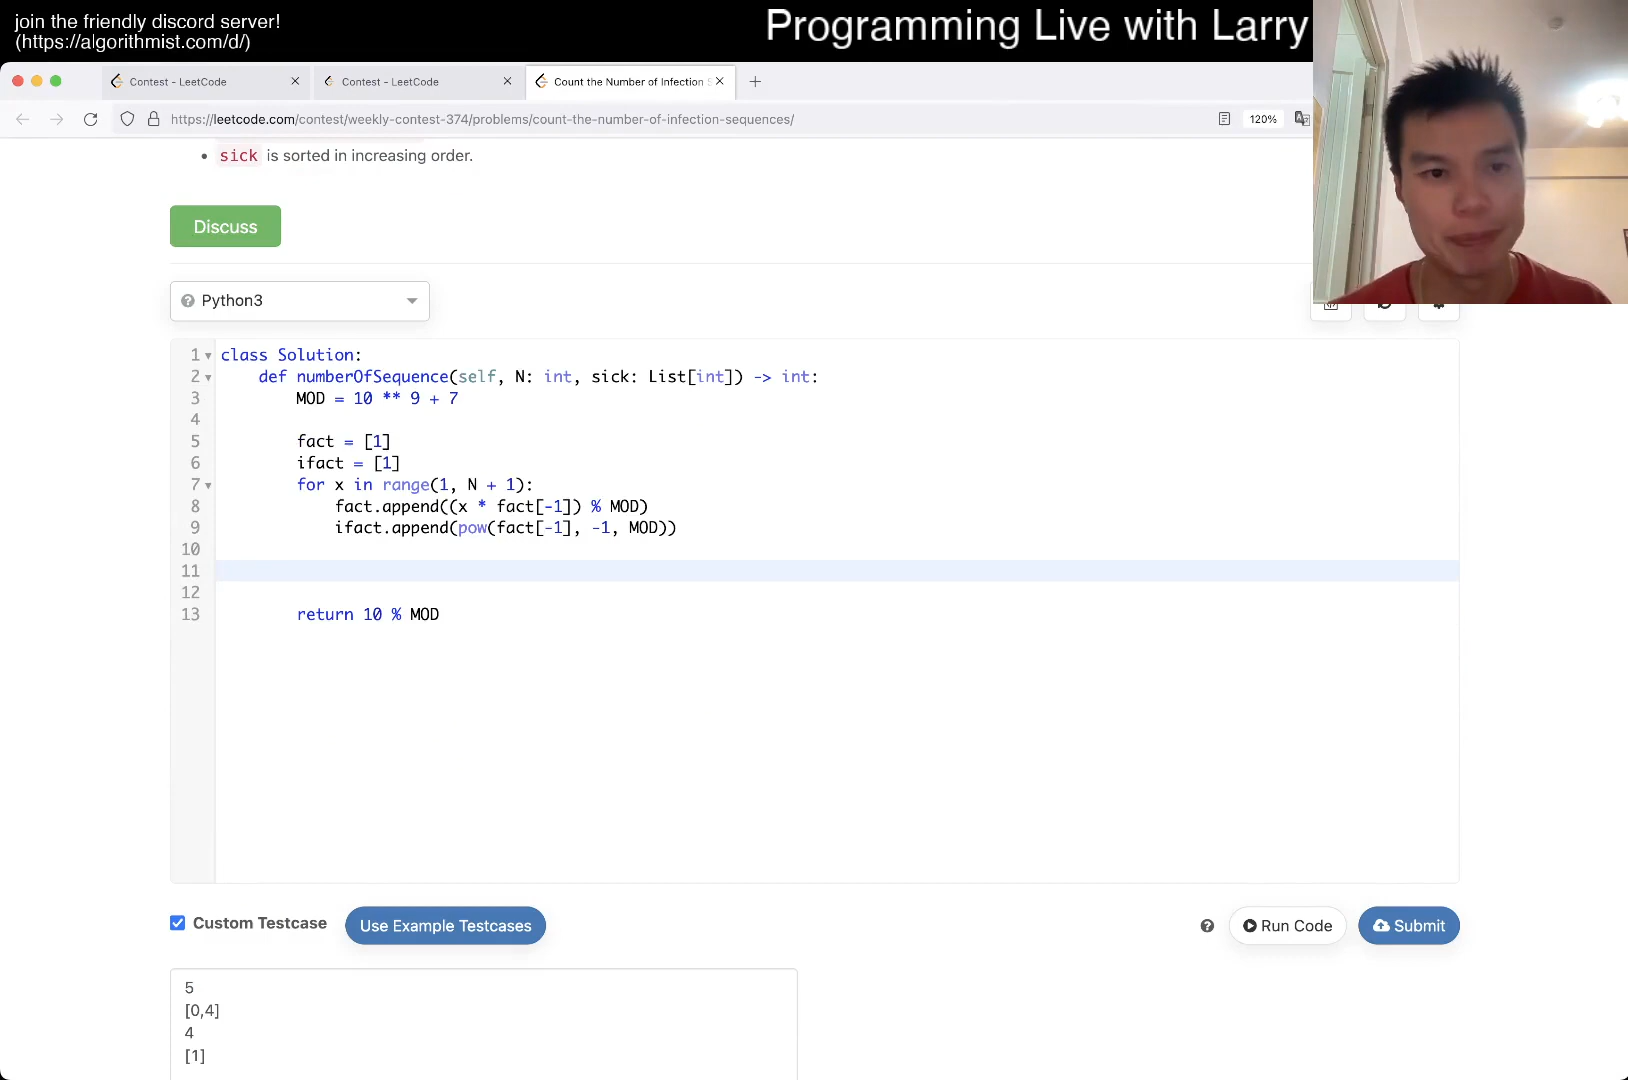 join the friendly discord server!
(https://algorithmist.com/d/)
Programming Live with Larry
Contest - LeetCode
Contest - LeetCode
Count the Number of Infection S
https://leetcode.com/contest/weekly-contest-374/problems/count-the-number-of-infection-sequences/
120%
• sick is sorted in increasing order.
Discuss
Python3
1 class Solution:
2     def numberOfSequence(self, N: int, sick: List[int]) -> int:
3         MOD = 10 ** 9 + 7
4
5         fact = [1]
6         ifact = [1]
7         for x in range(1, N + 1):
8             fact.append((x * fact[-1]) % MOD)
9             ifact.append(pow(fact[-1], -1, MOD))
10
11
12
13         return 10 % MOD
Custom Testcase
Use Example Testcases
Run Code
Submit
5
[0,4]
4
[1]